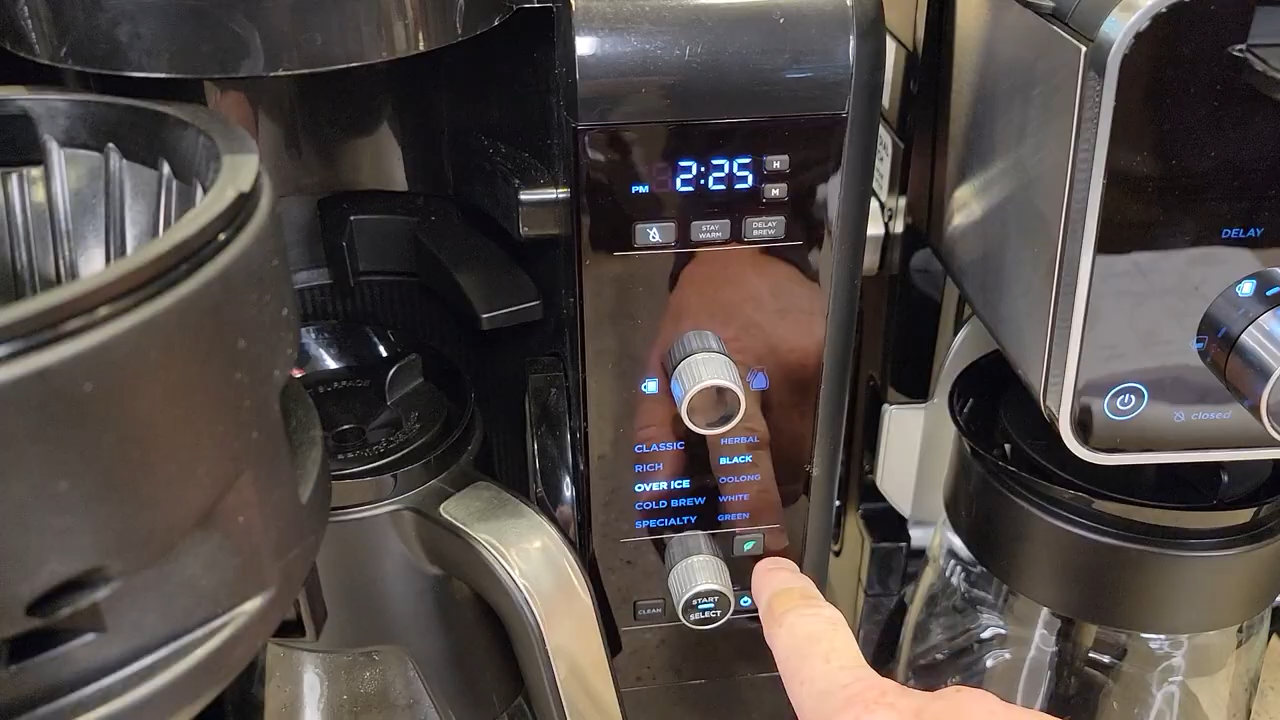 PM 2:25 H
M
STAY WARM
DELAY BREW
CLASSIC
RICH
OVER ICE
COLD BREW
SPECIALTY
HERBAL
BLACK
OOLONG
WHITE
GREEN
CLEAN
START
SELECT
DELAY
closed
SURFACE